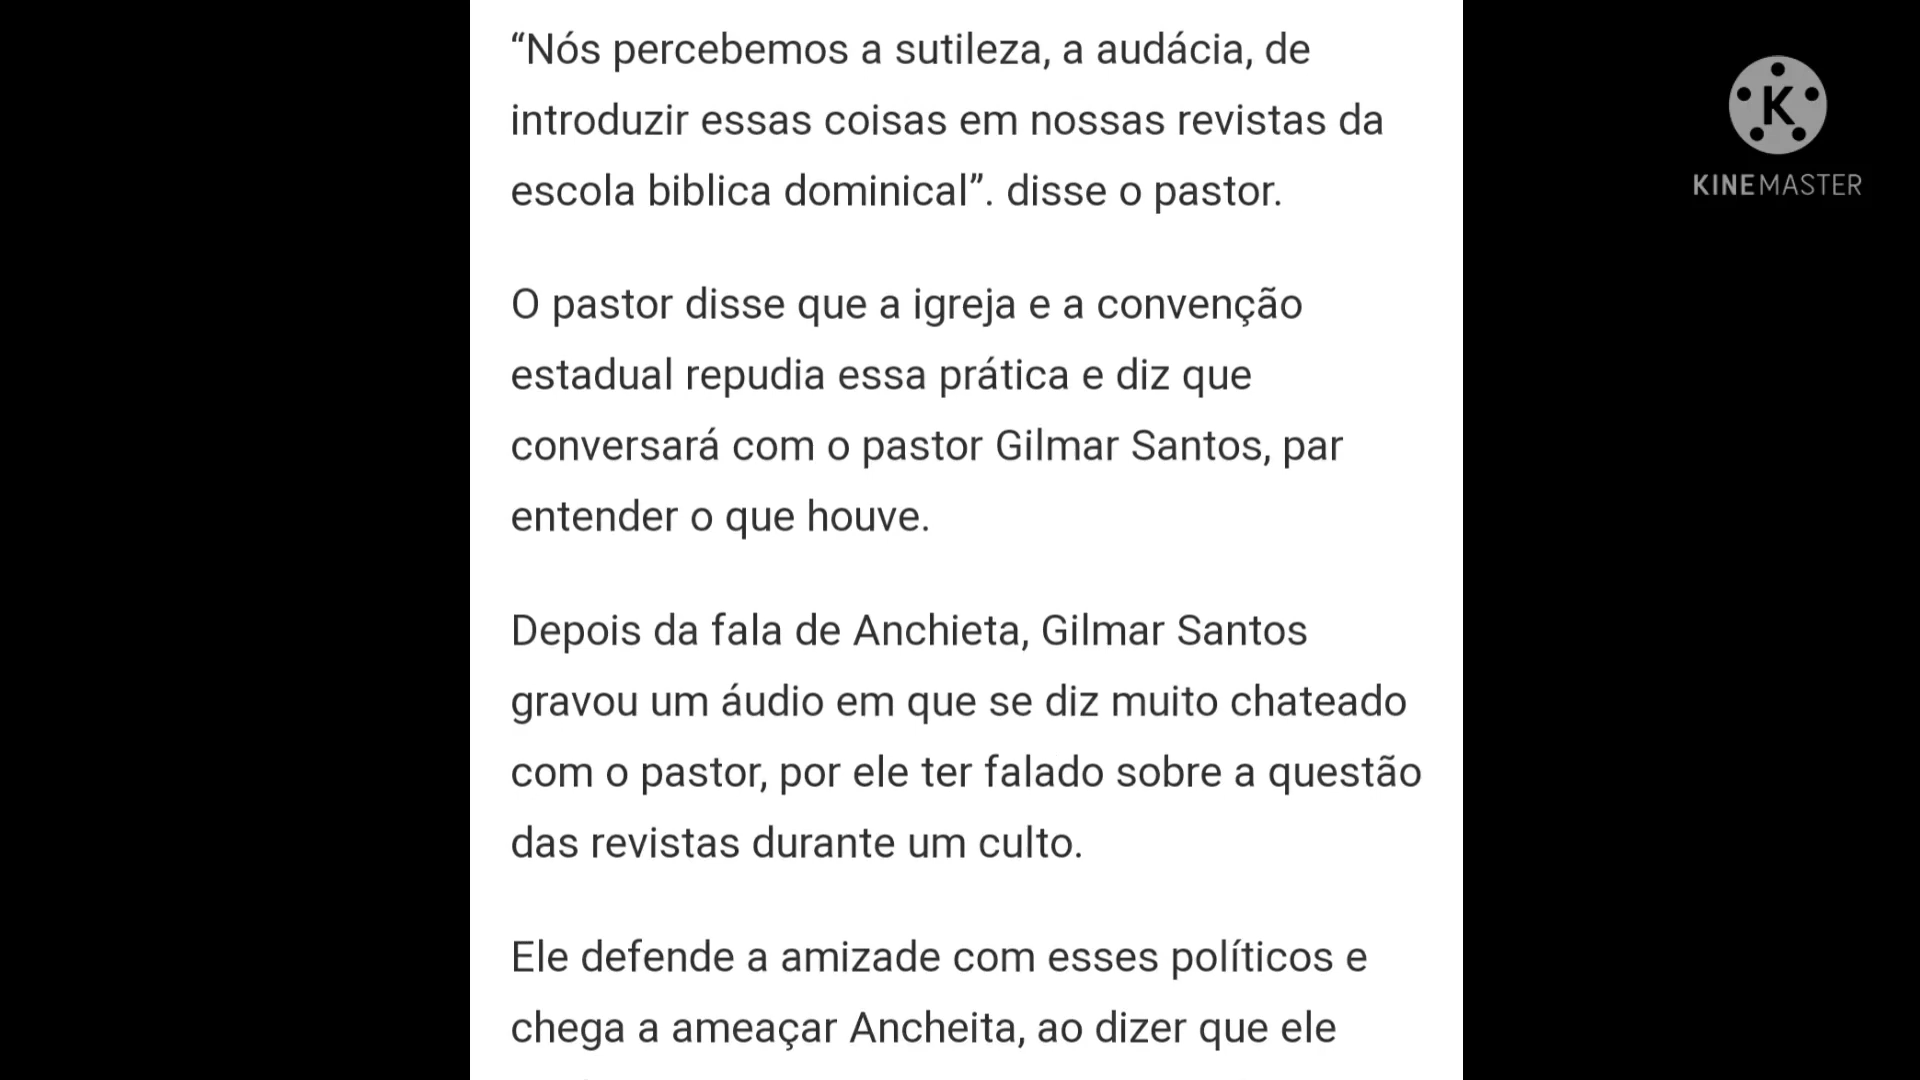 “Nós percebemos a sutileza, a audácia, de
introduzir essas coisas em nossas revistas da
escola biblica dominical”. disse o pastor.
O pastor disse que a igreja e a convenção
estadual repudia essa prática e diz que
conversará com o pastor Gilmar Santos, par
entender o que houve.
Depois da fala de Anchieta, Gilmar Santos
gravou um áudio em que se diz muito chateado
com o pastor, por ele ter falado sobre a questão
das revistas durante um culto.
Ele defende a amizade com esses políticos e
chega a ameaçar Ancheita, ao dizer que ele
K
KINEMASTER